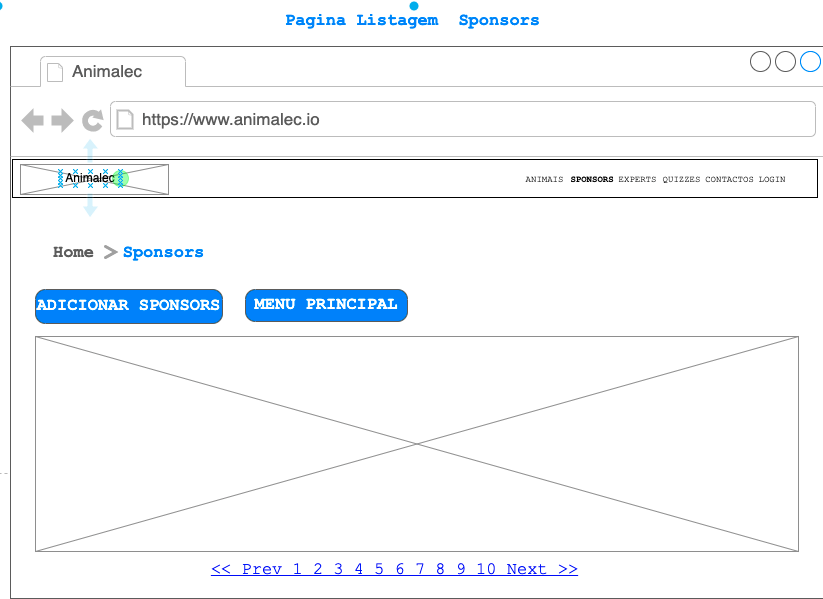 Pagina Listagem  Sponsors
Animalec
https://www.animalec.io
Animalec
ANIMAIS SPONSORS EXPERTS QUIZZES CONTACTOS LOGIN
Home > Sponsors
ADICIONAR SPONSORS MENU PRINCIPAL
<< Prev 1 2 3 4 5 6 7 8 9 10 Next >>